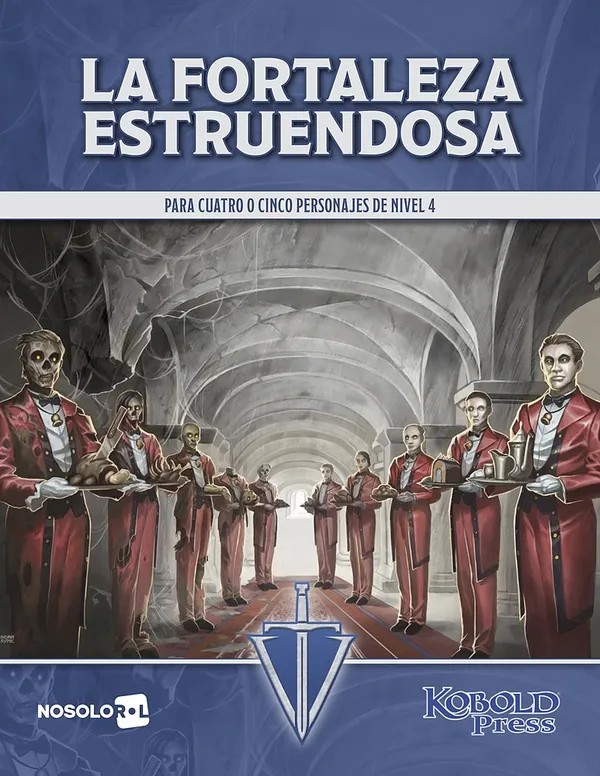 LA FORTALEZA
ESTRUENDOSA
PARA CUATRO O CINCO PERSONAJES DE NIVEL 4
NOSOLOROL
KOBOLD
Press